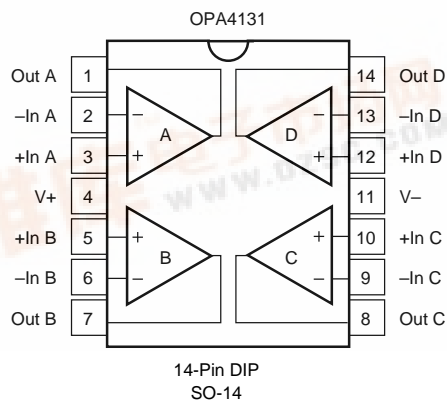 OPA4131
Out A 1 14 Out D
–In A 2 – – 13 –In D
A D
+In A 3 + + 12 +In D
V+ 4 11 V–
+In B 5 + + 10 +In C
B C
–In B 6 – – 9 –In C
Out B 7 8 Out C
14-Pin DIP
SO-14